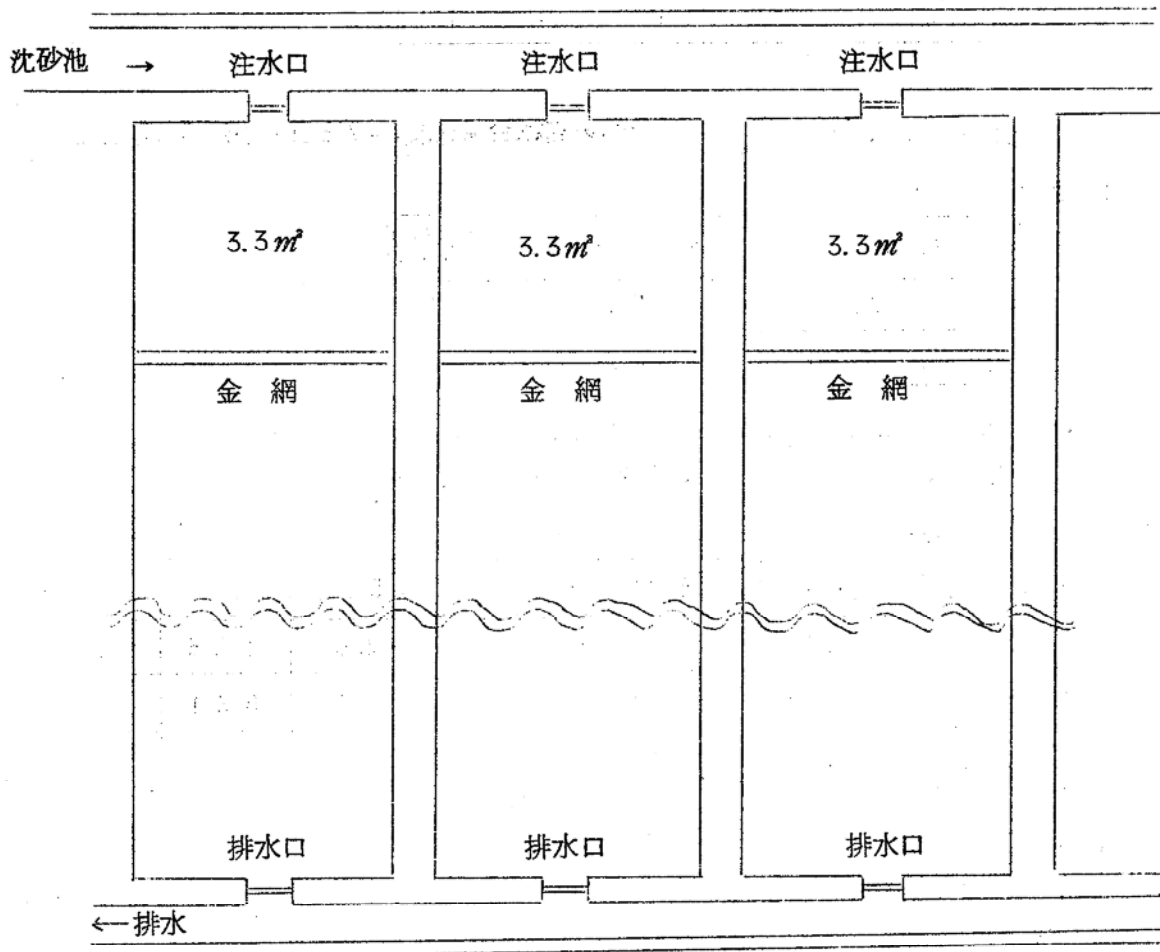 沈砂池 → 注水口 注水口 注水口
3.3㎡ 3.3㎡ 3.3㎡
金網 金網 金網
排水口 排水口 排水口
← 排水